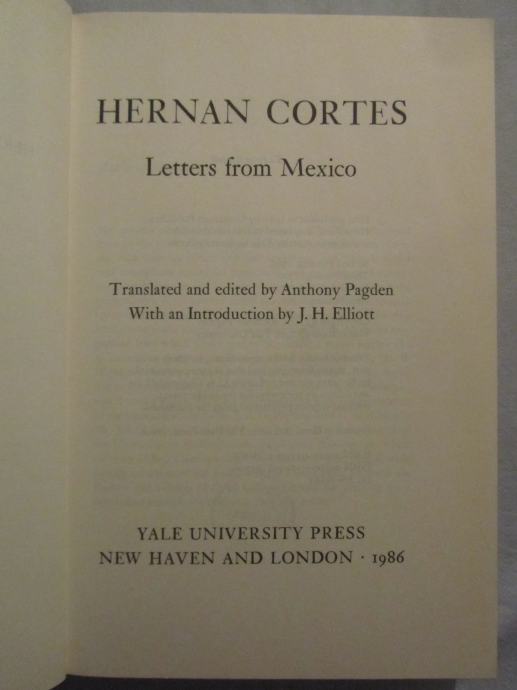 HERNAN CORTES
Letters from Mexico
Translated and edited by Anthony Pagden
With an Introduction by J. H. Elliott
YALE UNIVERSITY PRESS
NEW HAVEN AND LONDON · 1986